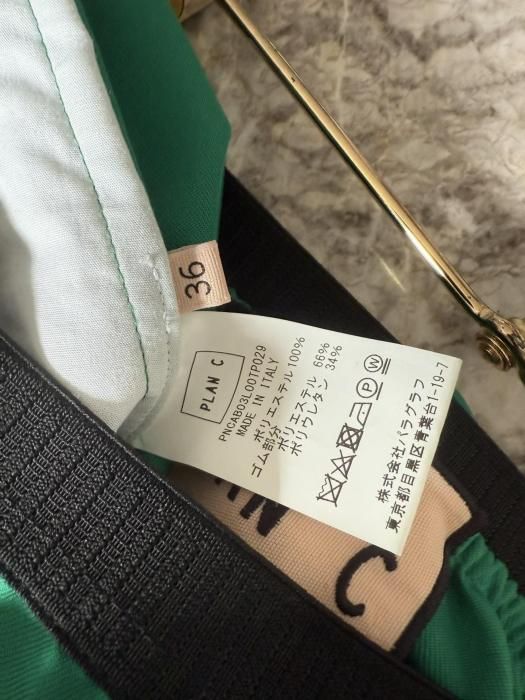 36
PLAN C
PNCAB03L00TP029
MADE IN ITALY
ポリエステル 100%
ゴム部分
ポリエステル 66%
ポリウレタン 34%
株式会社パラグラフ
東京都目黒区青葉台1-19-7
C